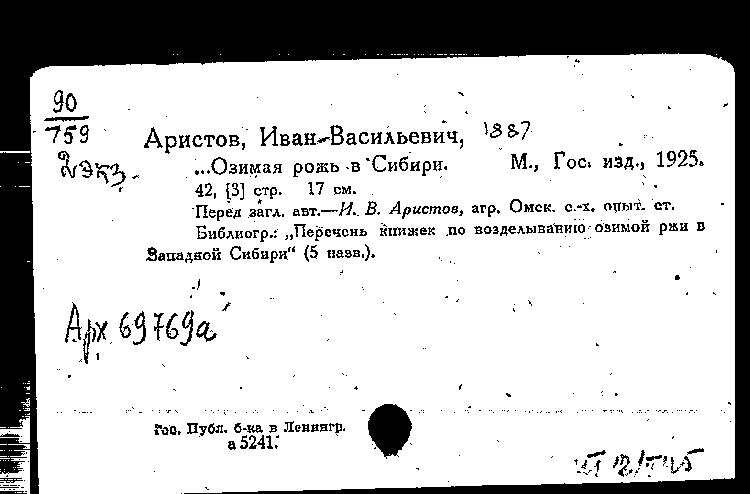 90
759
2 экз.
Аристов, Иван Васильевич, 1887
...Озимая рожь в Сибири. М., Гос. изд., 1925.
42, [3] стр. 17 см.
Перед загл. авт.—И. В. Аристов, агр. Омск. с.-х. опыт. ст.
Библиогр.: „Перечень книжек по возделыванию озимой ржи в
Западной Сибири" (5 назв.).
Арх 69769а
Гос. Публ. б-ка в Ленингр.
а 5241.